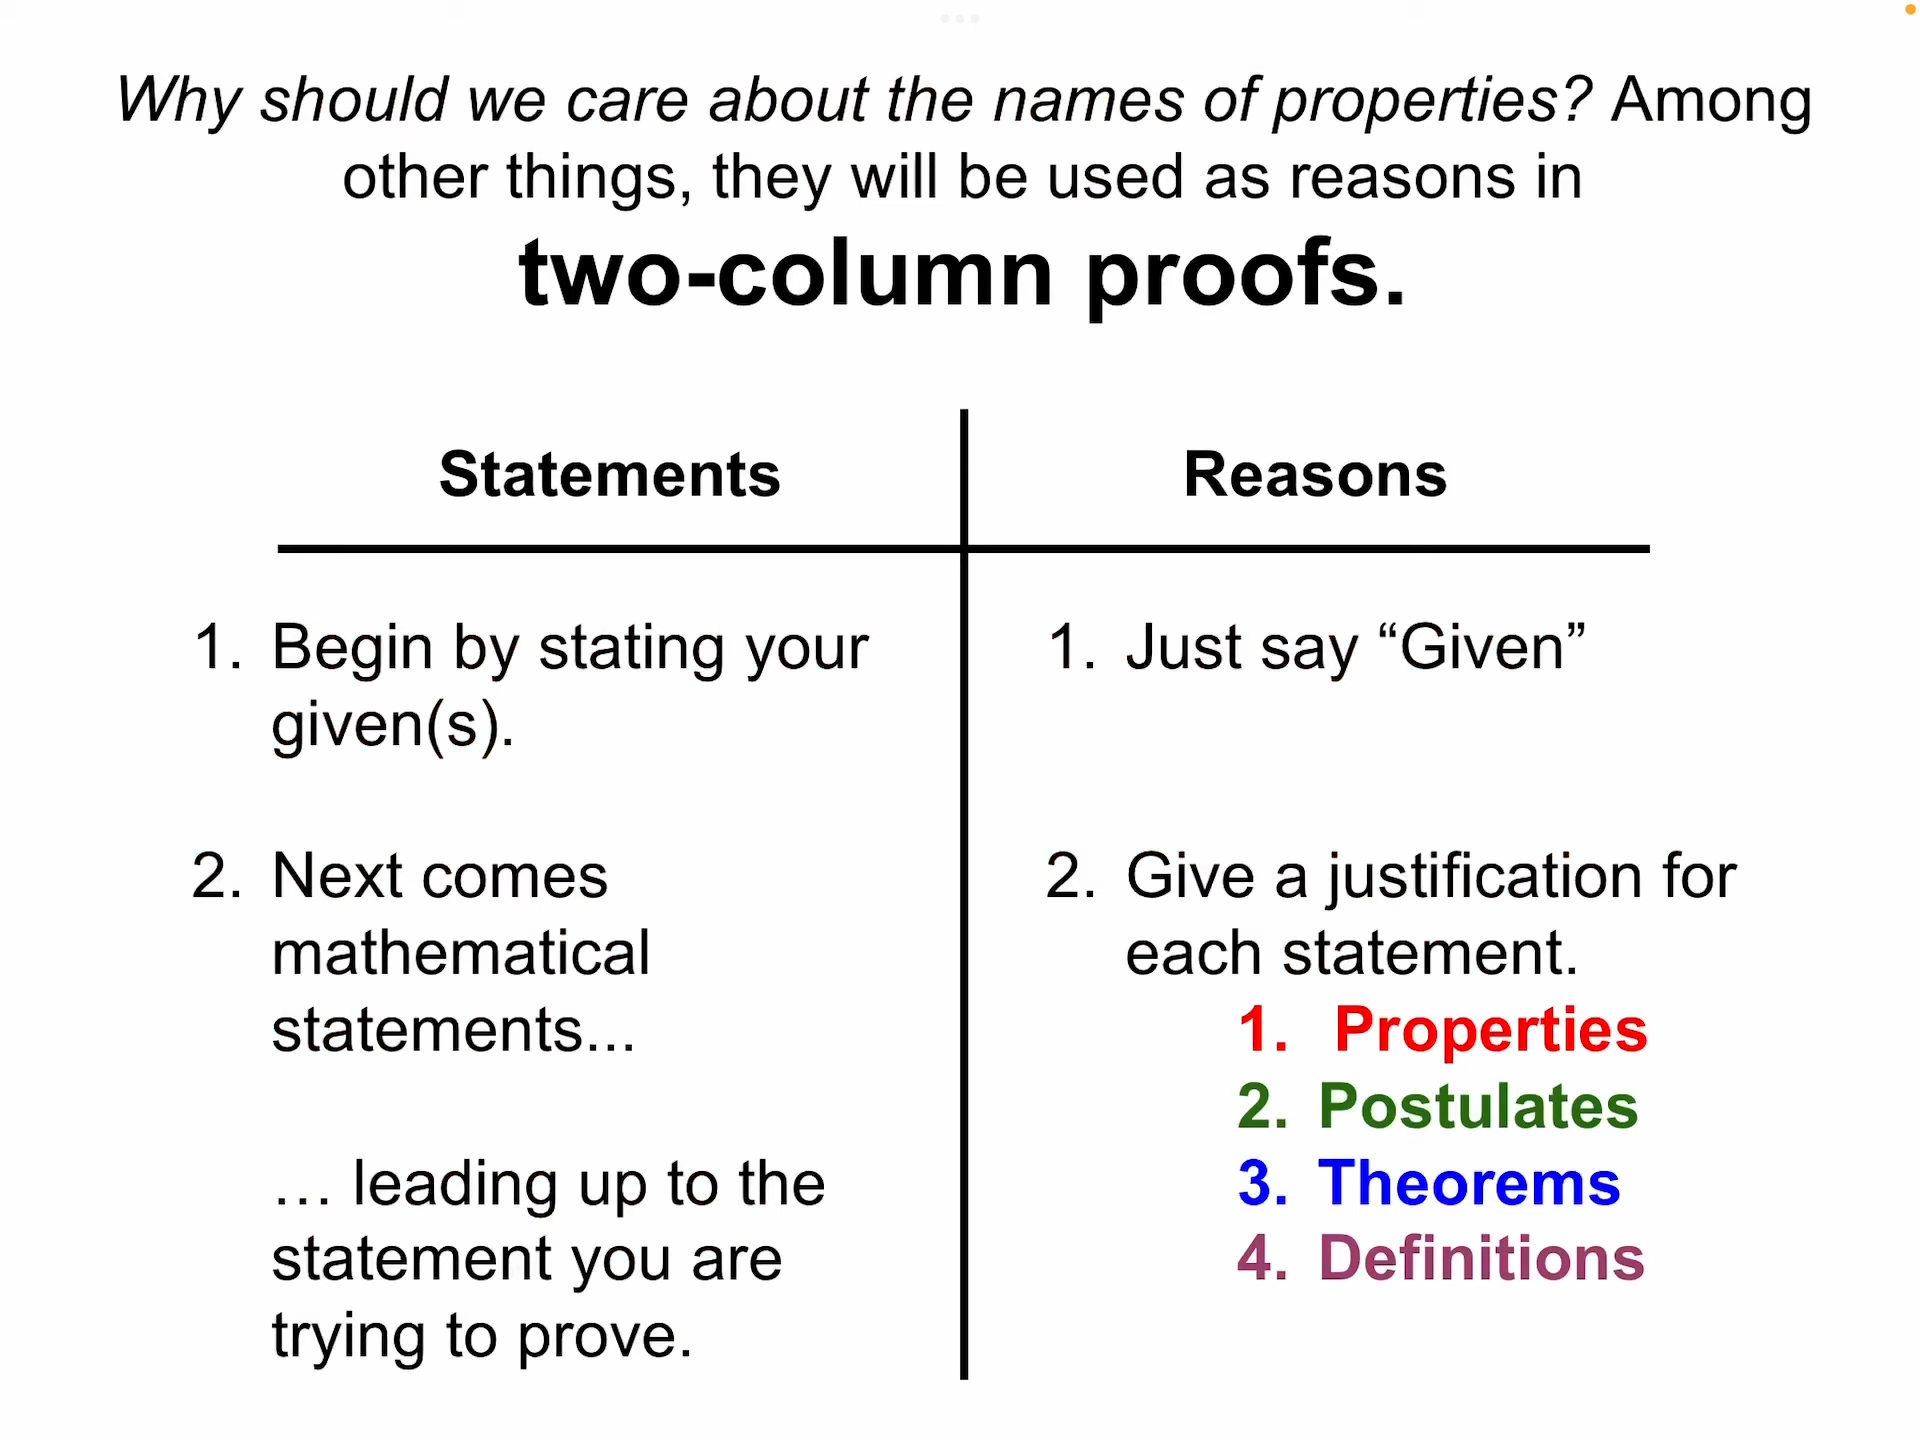 Why should we care about the names of properties? Among
other things, they will be used as reasons in
two-column proofs.
Statements
Reasons
1. Begin by stating your
given(s).
1. Just say “Given”
2. Next comes
mathematical
statements...
… leading up to the
statement you are
trying to prove.
2. Give a justification for
each statement.
1. Properties
2. Postulates
3. Theorems
4. Definitions